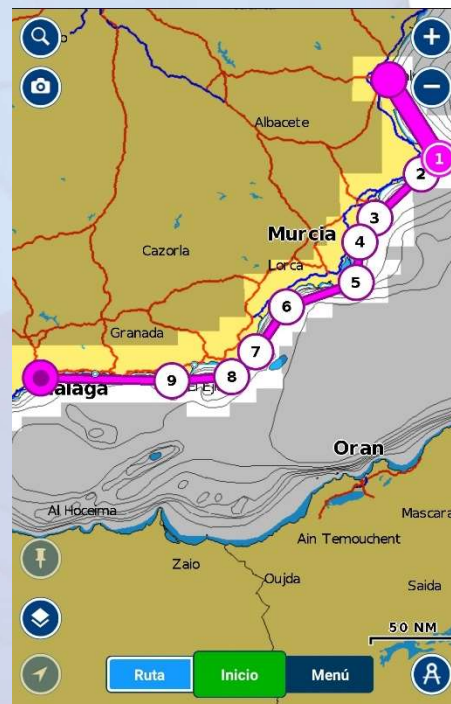 Albacete
1
2
3
Murcia
4
Cazorla
Lorca
5
6
Granada
7
8
9
Oran
Al Hoceima
Mascara
Ain Temouchent
Zaio
Oujda
Saida
50 NM
Ruta
Inicio
Menú